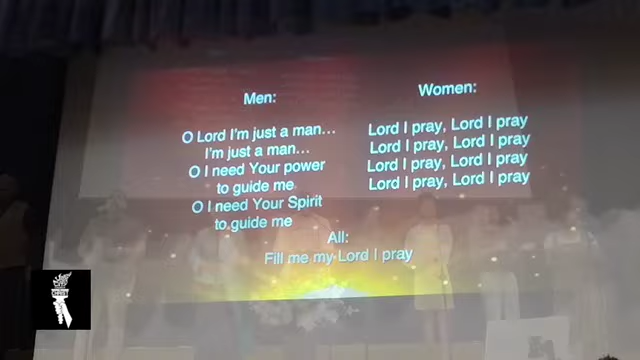 Men:
O Lord I'm just a man...
I'm just a man...
O I need Your power
to guide me
O I need Your Spirit
to guide me
Women:
Lord I pray, Lord I pray
Lord I pray, Lord I pray
Lord I pray, Lord I pray
Lord I pray, Lord I pray
All:
Fill me my Lord I pray